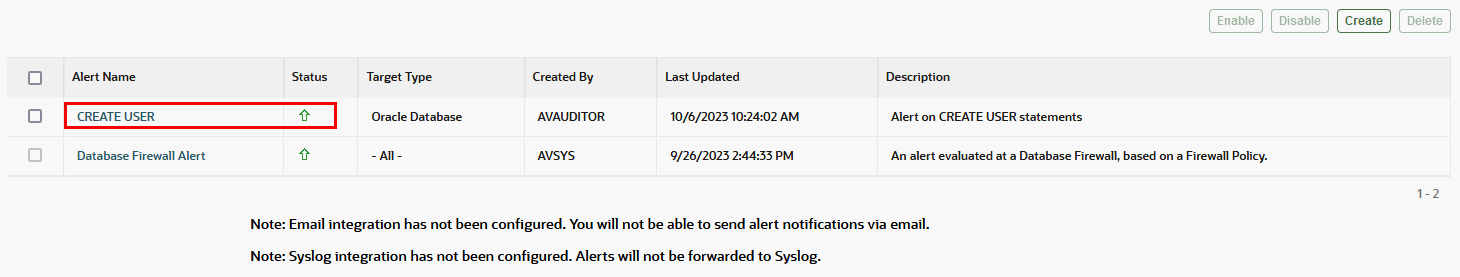 Enable Disable Create Delete
Alert Name Status Target Type Created By Last Updated Description
CREATE USER Oracle Database AVAUDITOR 10/6/2023 10:24:02 AM Alert on CREATE USER statements
Database Firewall Alert - All - AVSYS 9/26/2023 2:44:33 PM An alert evaluated at a Database Firewall, based on a Firewall Policy.
1 - 2
Note: Email integration has not been configured. You will not be able to send alert notifications via email.
Note: Syslog integration has not been configured. Alerts will not be forwarded to Syslog.